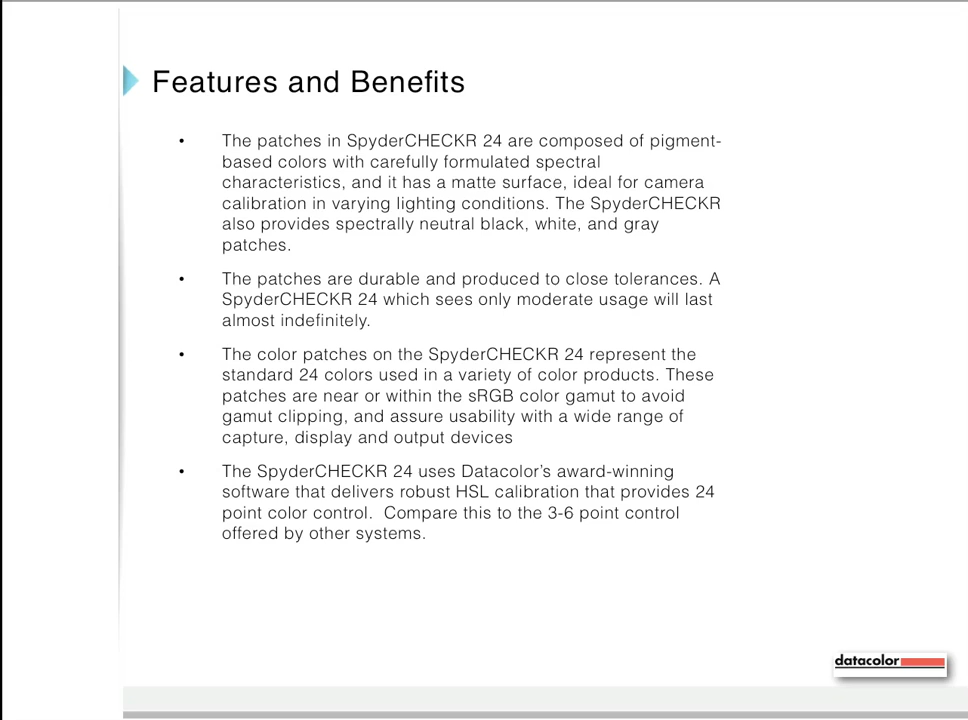 Features and Benefits
• The patches in SpyderCHECKR 24 are composed of pigment-
based colors with carefully formulated spectral
characteristics, and it has a matte surface, ideal for camera
calibration in varying lighting conditions. The SpyderCHECKR
also provides spectrally neutral black, white, and gray
patches.
• The patches are durable and produced to close tolerances. A
SpyderCHECKR 24 which sees only moderate usage will last
almost indefinitely.
• The color patches on the SpyderCHECKR 24 represent the
standard 24 colors used in a variety of color products. These
patches are near or within the sRGB color gamut to avoid
gamut clipping, and assure usability with a wide range of
capture, display and output devices
• The SpyderCHECKR 24 uses Datacolor’s award-winning
software that delivers robust HSL calibration that provides 24
point color control.  Compare this to the 3-6 point control
offered by other systems.
datacolor